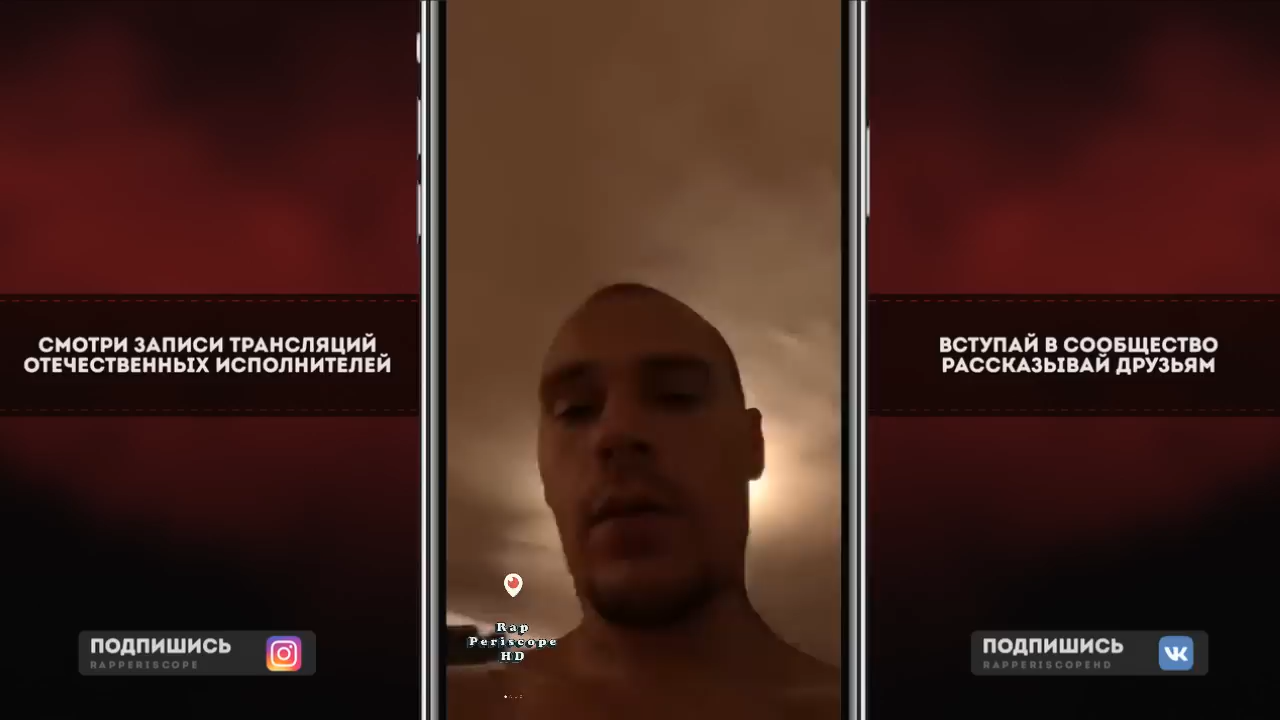 СМОТРИ ЗАПИСИ ТРАНСЛЯЦИЙ
ОТЕЧЕСТВЕННЫХ ИСПОЛНИТЕЛЕЙ
ПОДПИШИСЬ
RAPPERISCOPE
Rap
Periscope
HD
ВСТУПАЙ В СООБЩЕСТВО
РАССКАЗЫВАЙ ДРУЗЬЯМ
ПОДПИШИСЬ
RAPPERISCOPEHD